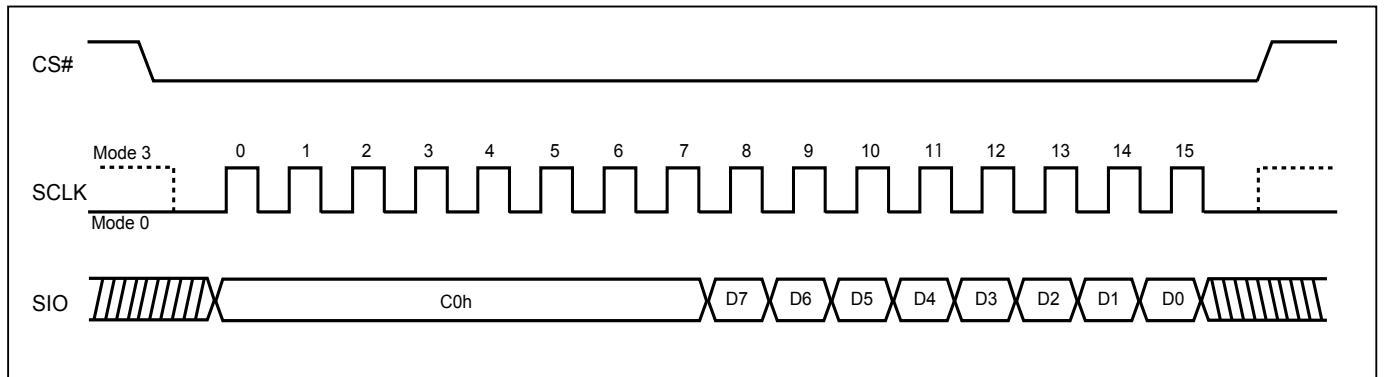 CS#
Mode 3
0 1 2 3 4 5 6 7 8 9 10 11 12 13 14 15
SCLK
Mode 0
SIO
C0h D7 D6 D5 D4 D3 D2 D1 D0